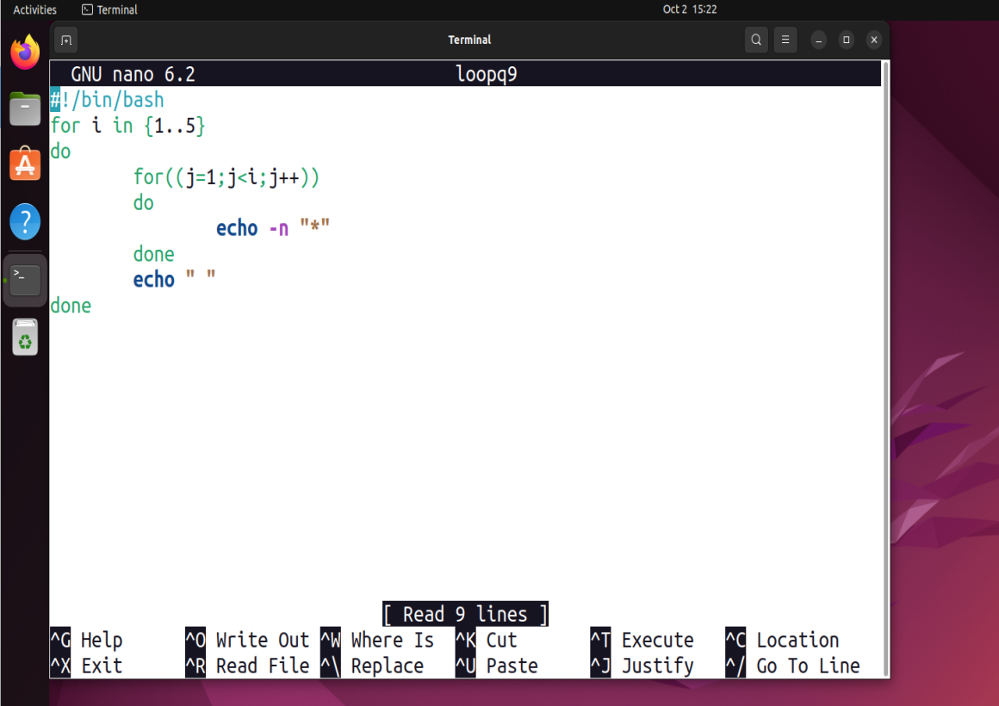 Activities Terminal Oct 2 15:22
Terminal
GNU nano 6.2 loopq9
#!/bin/bash
for i in {1..5}
do
for((j=1;j<i;j++))
do
echo -n "*"
done
echo " "
done
[ Read 9 lines ]
^G Help ^O Write Out ^W Where Is ^K Cut ^T Execute ^C Location
^X Exit ^R Read File ^\ Replace ^U Paste ^J Justify ^/ Go To Line